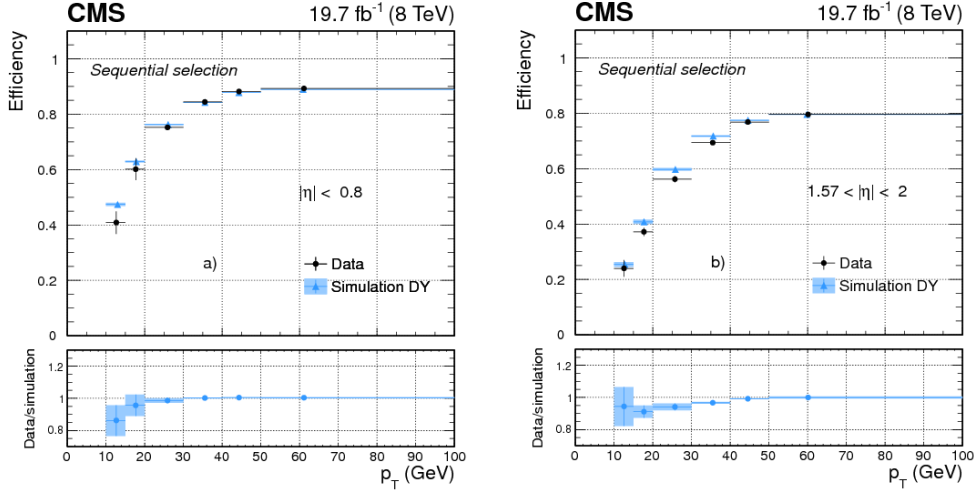 CMS 19.7 fb⁻¹ (8 TeV)
Efficiency
1
0.8
0.6
0.4
0.2
0
Sequential selection
|η| < 0.8
a)
Data
Simulation DY
Data/simulation
1.2
1
0.8
0 10 20 30 40 50 60 70 80 90 100
p_T (GeV)
CMS 19.7 fb⁻¹ (8 TeV)
Efficiency
1
0.8
0.6
0.4
0.2
0
Sequential selection
1.57 < |η| < 2
b)
Data
Simulation DY
Data/simulation
1.2
1
0.8
0 10 20 30 40 50 60 70 80 90 100
p_T (GeV)